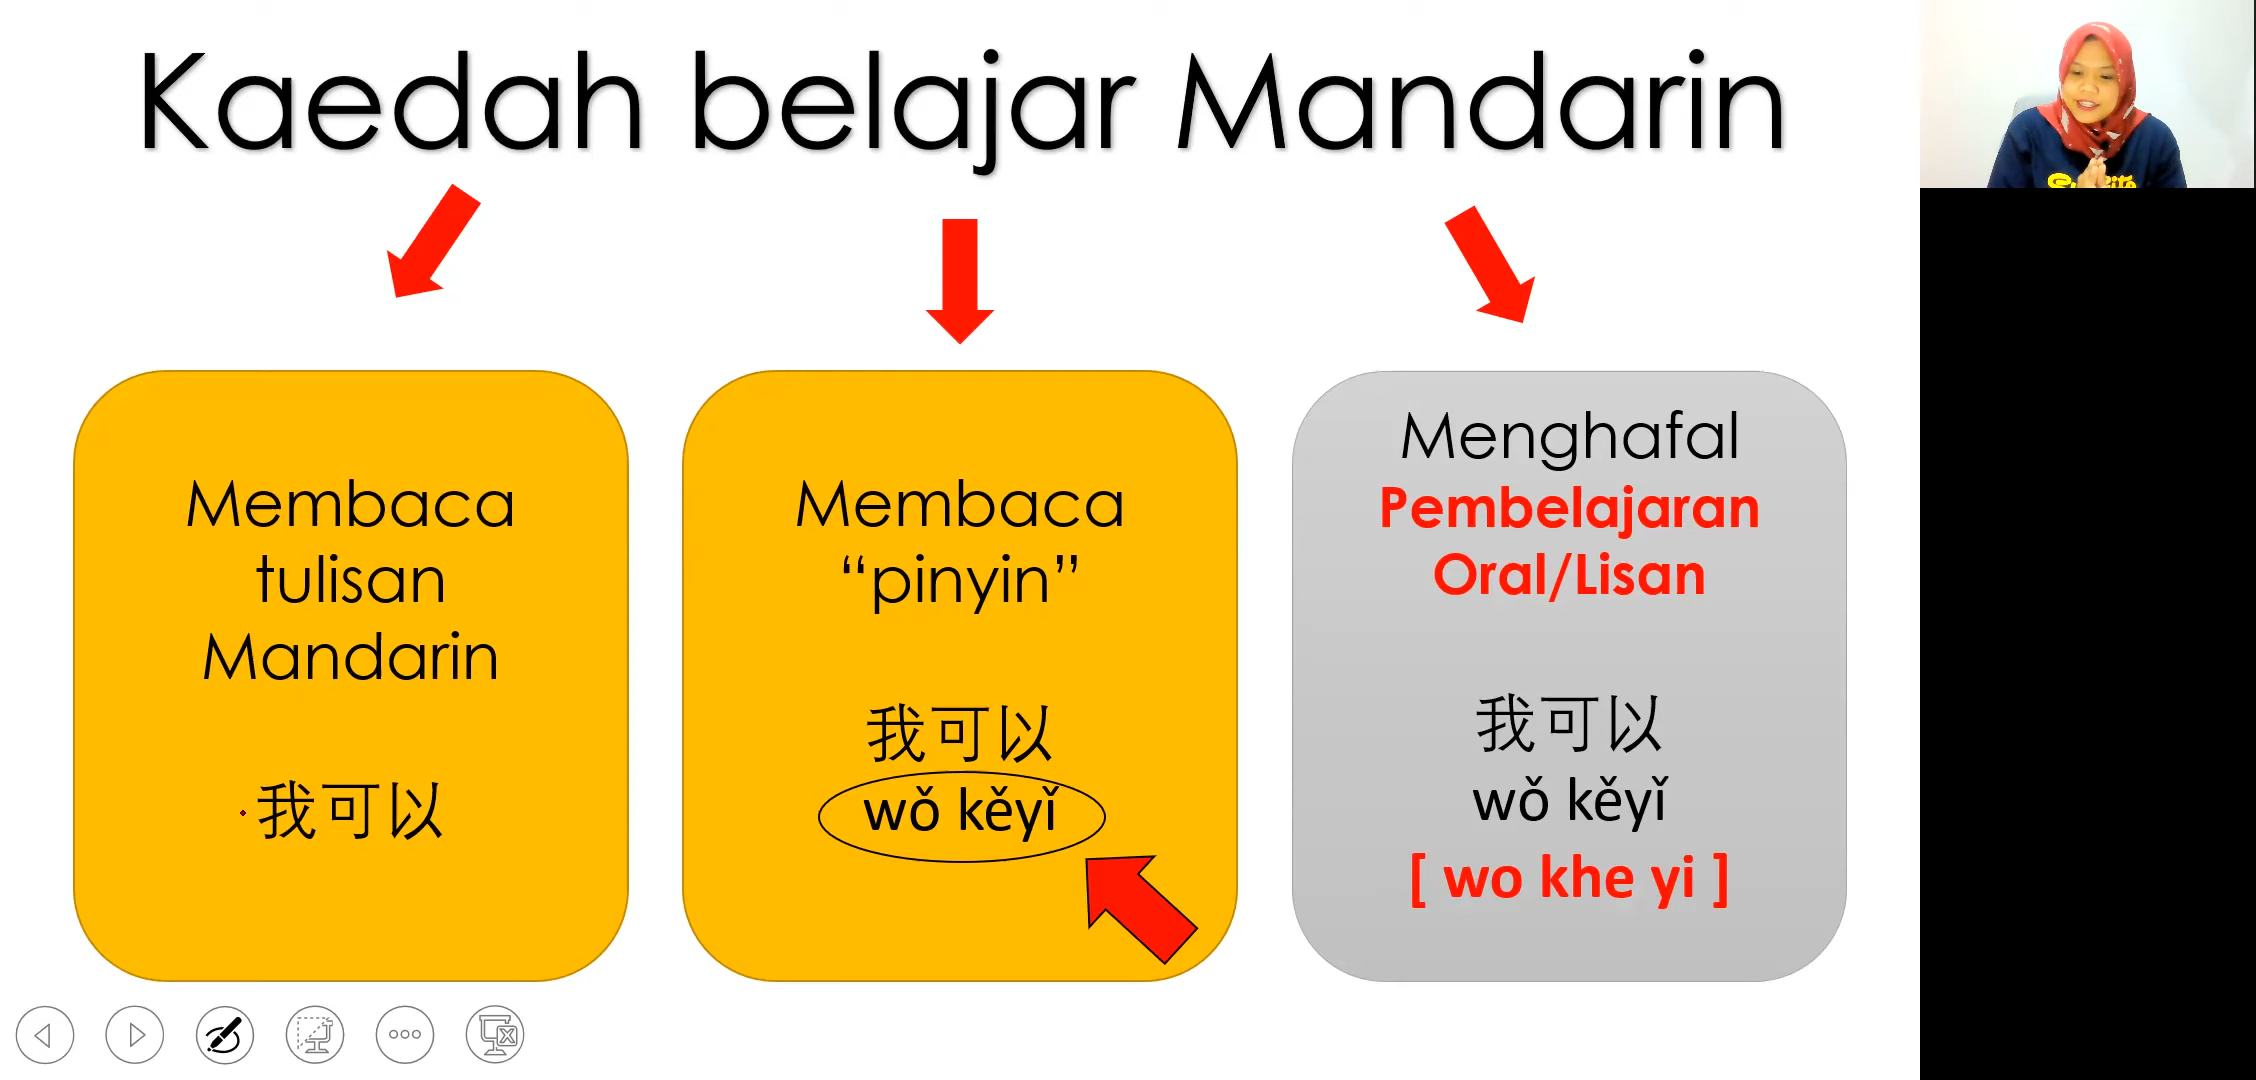 Kaedah belajar Mandarin
Membaca
tulisan
Mandarin
我可以
Membaca
“pinyin”
我可以
wǒ kěyǐ
Menghafal
Pembelajaran
Oral/Lisan
我可以
wǒ kěyǐ
[ wo khe yi ]